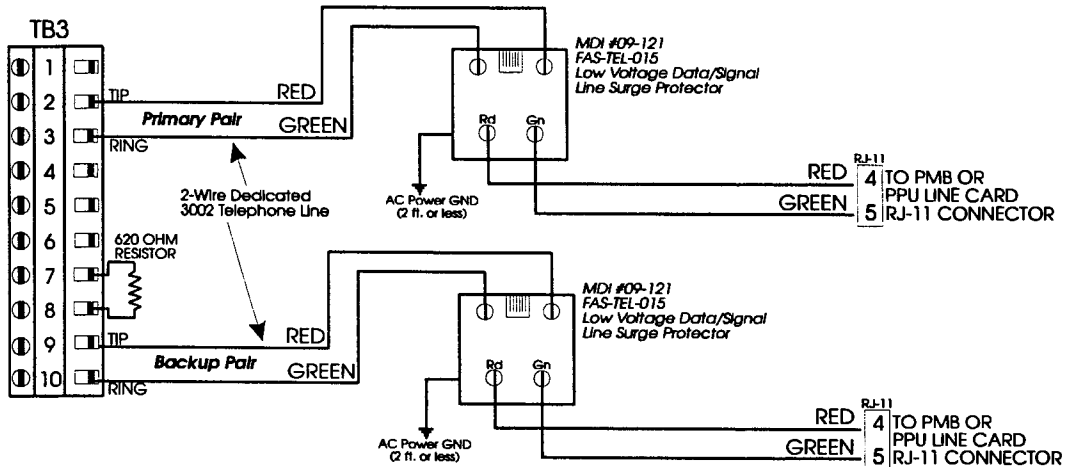 TB3
1
2
3
4
5
6
7
8
9
10
TIP
RED
Primary Pair
GREEN
RING
2-Wire Dedicated
3002 Telephone Line
620 OHM
RESISTOR
TIP
RED
Backup Pair
GREEN
RING
MDI #09-121
FAS-TEL-015
Low Voltage Data/Signal
Line Surge Protector
Rd
Gn
AC Power GND
(2 ft. or less)
RJ-11
RED
4
TO PMB OR
PPU LINE CARD
GREEN
5
RJ-11 CONNECTOR
MDI #09-121
FAS-TEL-015
Low Voltage Data/Signal
Line Surge Protector
Rd
Gn
AC Power GND
(2 ft. or less)
RJ-11
RED
4
TO PMB OR
PPU LINE CARD
GREEN
5
RJ-11 CONNECTOR